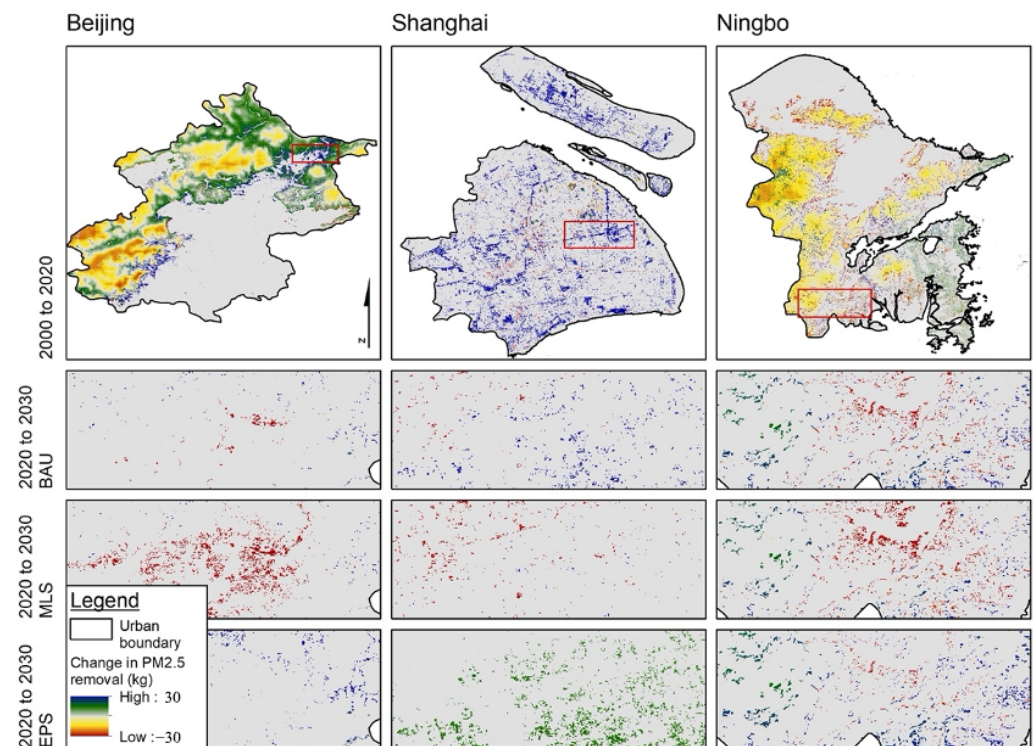 Beijing
Shanghai
Ningbo
2000 to 2020
N
2020 to 2030
BAU
2020 to 2030
MLS
2020 to 2030
EPS
Legend
Urban
boundary
Change in PM2.5
removal (kg)
High : 30
Low :−30